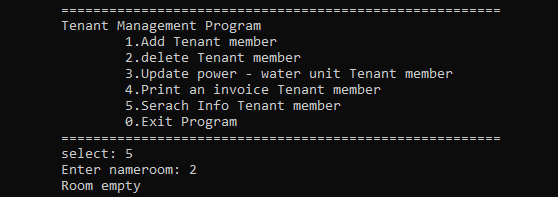 =======================================================
Tenant Management Program
1.Add Tenant member
2.delete Tenant member
3.Update power - water unit Tenant member
4.Print an invoice Tenant member
5.Serach Info Tenant member
0.Exit Program
=======================================================
select: 5
Enter nameroom: 2
Room empty